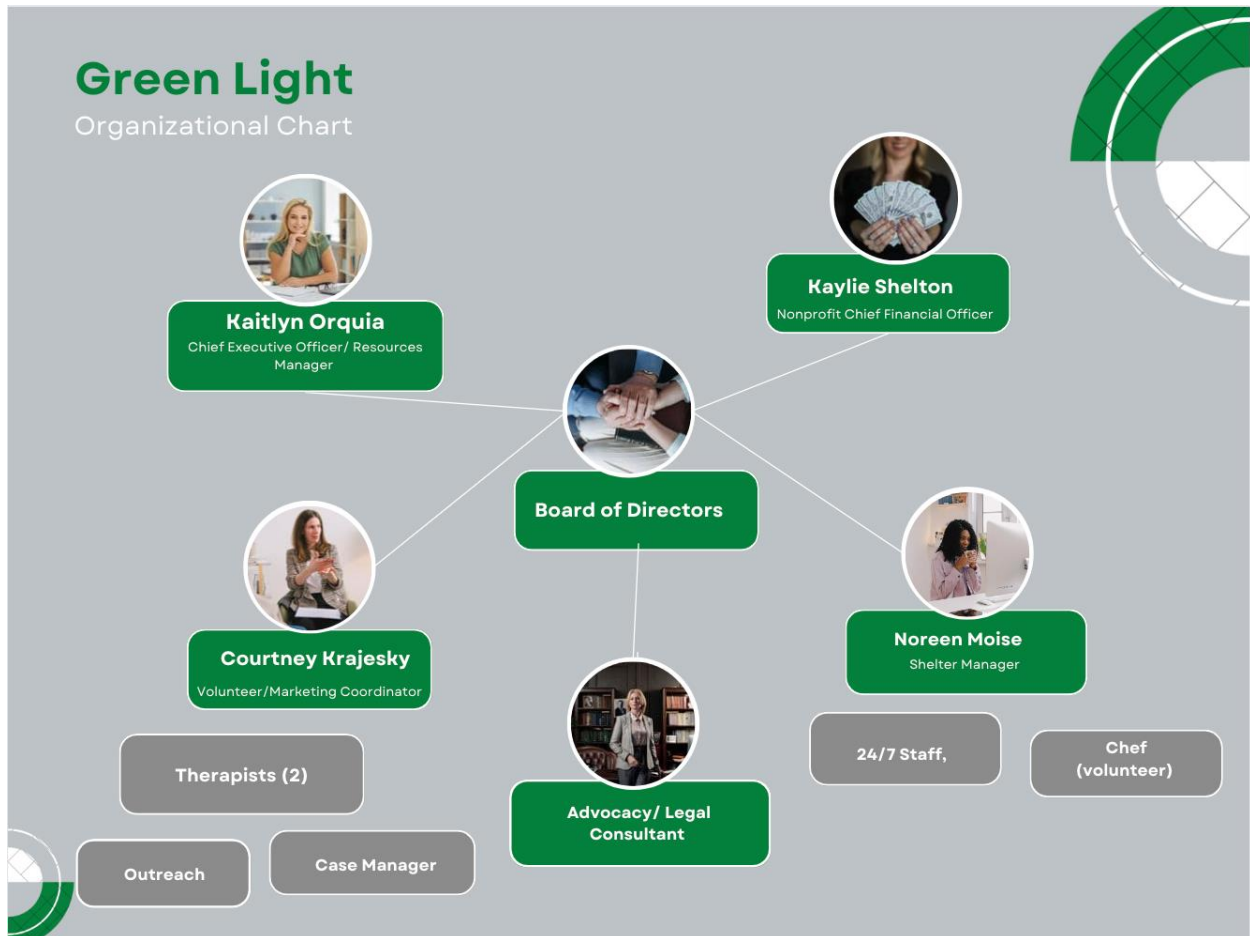 Green Light
Organizational Chart
Kaitlyn Orquia
Chief Executive Officer/ Resources
Manager
Kaylie Shelton
Nonprofit Chief Financial Officer
Board of Directors
Courtney Krajesky
Volunteer/Marketing Coordinator
Noreen Moise
Shelter Manager
Therapists (2)
Outreach
Case Manager
Advocacy/ Legal
Consultant
24/7 Staff,
Chef
(volunteer)